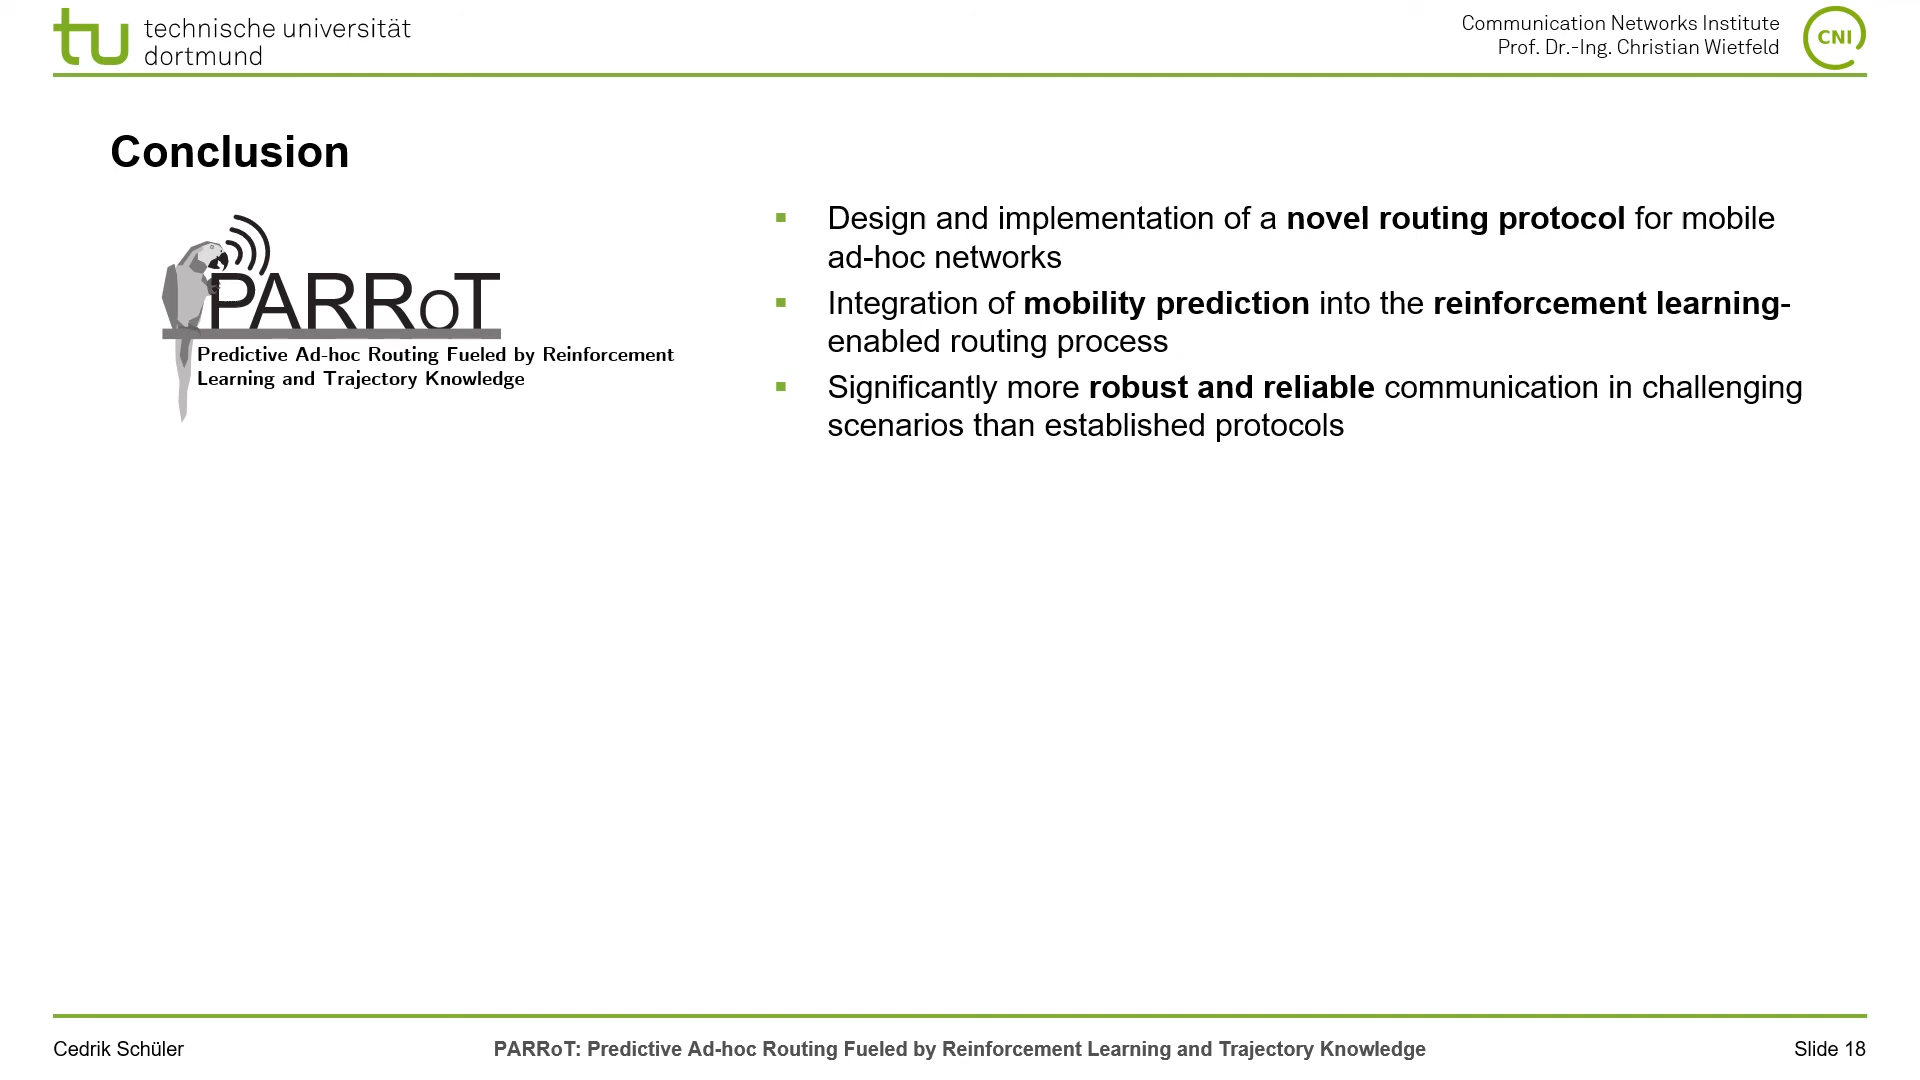 technische universität
dortmund
Communication Networks Institute
Prof. Dr.-Ing. Christian Wietfeld
CNI
Conclusion
PARRoT
Predictive Ad-hoc Routing Fueled by Reinforcement
Learning and Trajectory Knowledge
▪ Design and implementation of a novel routing protocol for mobile
ad-hoc networks
▪ Integration of mobility prediction into the reinforcement learning-
enabled routing process
▪ Significantly more robust and reliable communication in challenging
scenarios than established protocols
Cedrik Schüler
PARRoT: Predictive Ad-hoc Routing Fueled by Reinforcement Learning and Trajectory Knowledge
Slide 18